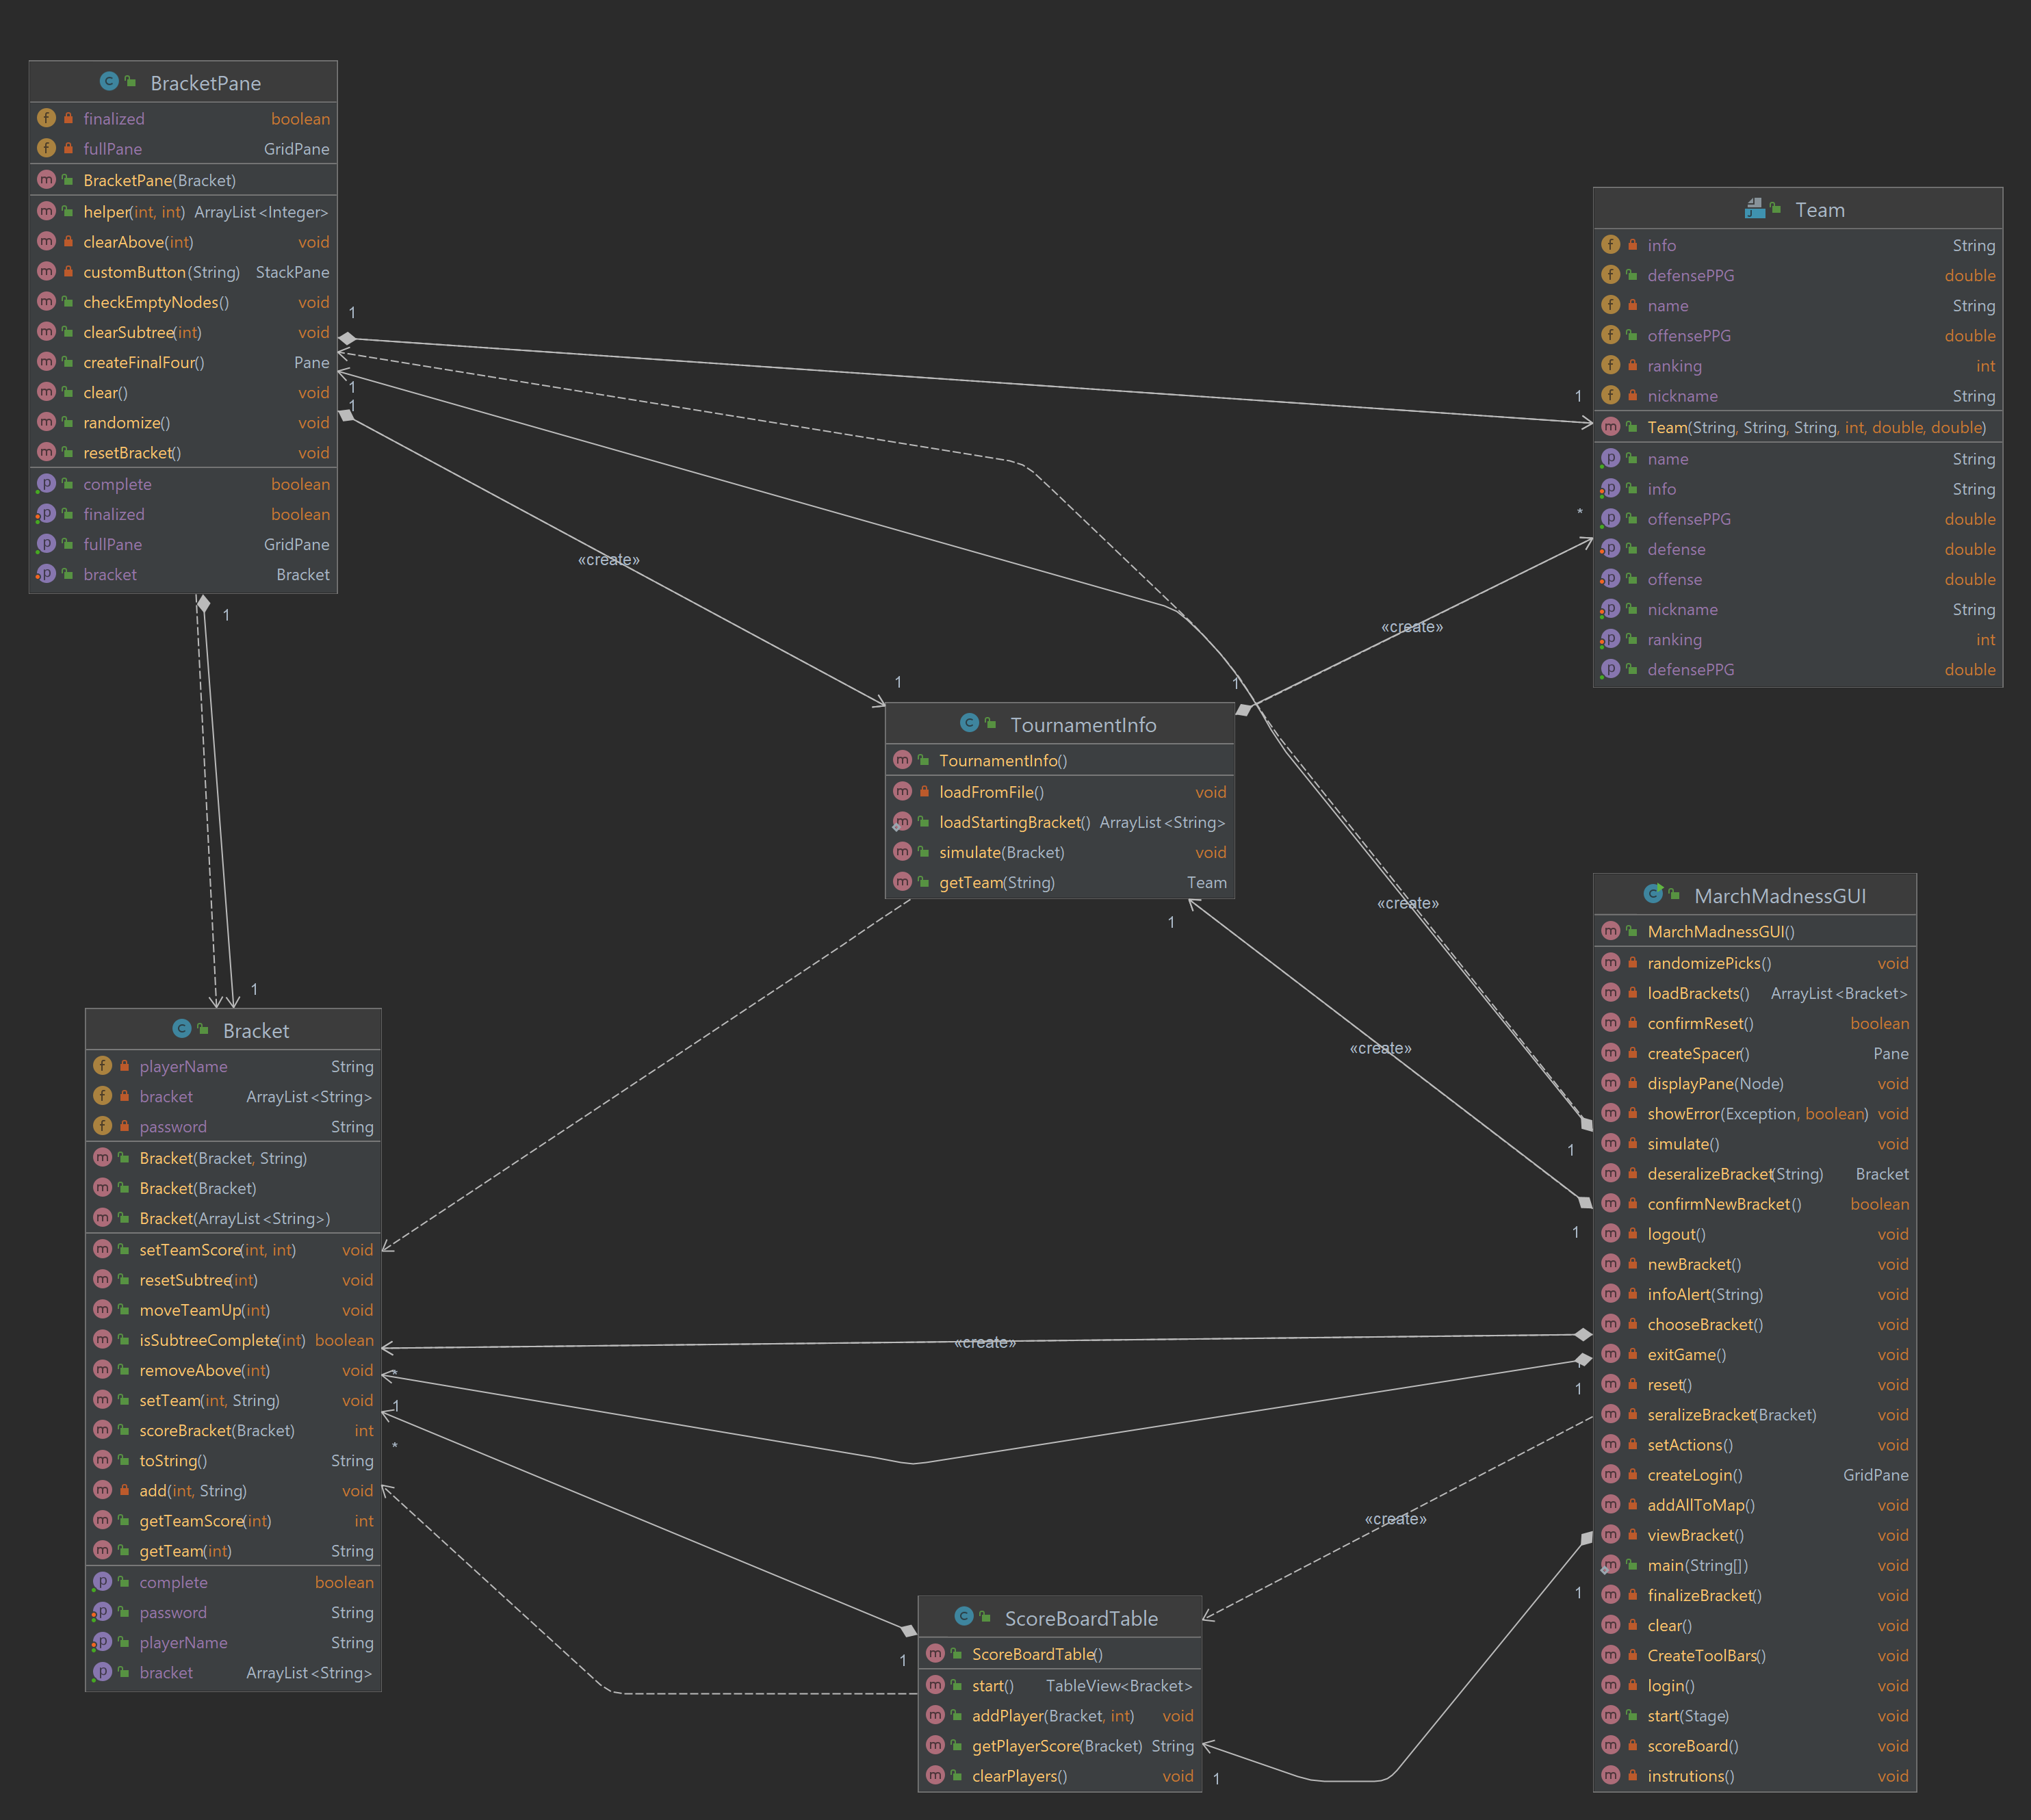 BracketPane
finalized boolean
fullPane GridPane
BracketPane(Bracket)
helper(int, int) ArrayList<Integer>
clearAbove(int) void
customButton(String) StackPane
checkEmptyNodes() void
clearSubtree(int) void
createFinalFour() Pane
clear() void
randomize() void
resetBracket() void
complete boolean
finalized boolean
fullPane GridPane
bracket Bracket
1
1
1
1
Team
info String
defensePPG double
name String
offensePPG double
ranking int
nickname String
Team(String, String, String, int, double, double)
name String
info String
offensePPG double
defense double
offense double
nickname String
ranking int
defensePPG double
1
*
«create»
«create»
1
1
TournamentInfo
TournamentInfo()
loadFromFile() void
loadStartingBracket() ArrayList<String>
simulate(Bracket) void
getTeam(String) Team
1
«create»
«create»
MarchMadnessGUI
MarchMadnessGUI()
randomizePicks() void
loadBrackets() ArrayList<Bracket>
confirmReset() boolean
createSpacer() Pane
displayPane(Node) void
showError(Exception, boolean) void
simulate() void
deseralizeBracket(String) Bracket
confirmNewBracket() boolean
logout() void
newBracket() void
infoAlert(String) void
chooseBracket() void
exitGame() void
reset() void
seralizeBracket(Bracket) void
setActions() void
createLogin() GridPane
addAllToMap() void
viewBracket() void
main(String[]) void
finalizeBracket() void
clear() void
CreateToolBars() void
login() void
start(Stage) void
scoreBoard() void
instrutions() void
1
1
1
1
1
Bracket
playerName String
bracket ArrayList<String>
password String
Bracket(Bracket, String)
Bracket(Bracket)
Bracket(ArrayList<String>)
setTeamScore(int, int) void
resetSubtree(int) void
moveTeamUp(int) void
isSubtreeComplete(int) boolean
removeAbove(int) void
setTeam(int, String) void
scoreBracket(Bracket) int
toString() String
add(int, String) void
getTeamScore(int) int
getTeam(int) String
complete boolean
password String
playerName String
bracket ArrayList<String>
«create»
*
1
*
«create»
ScoreBoardTable
ScoreBoardTable()
start() TableView<Bracket>
addPlayer(Bracket, int) void
getPlayerScore(Bracket) String
clearPlayers() void
1
1